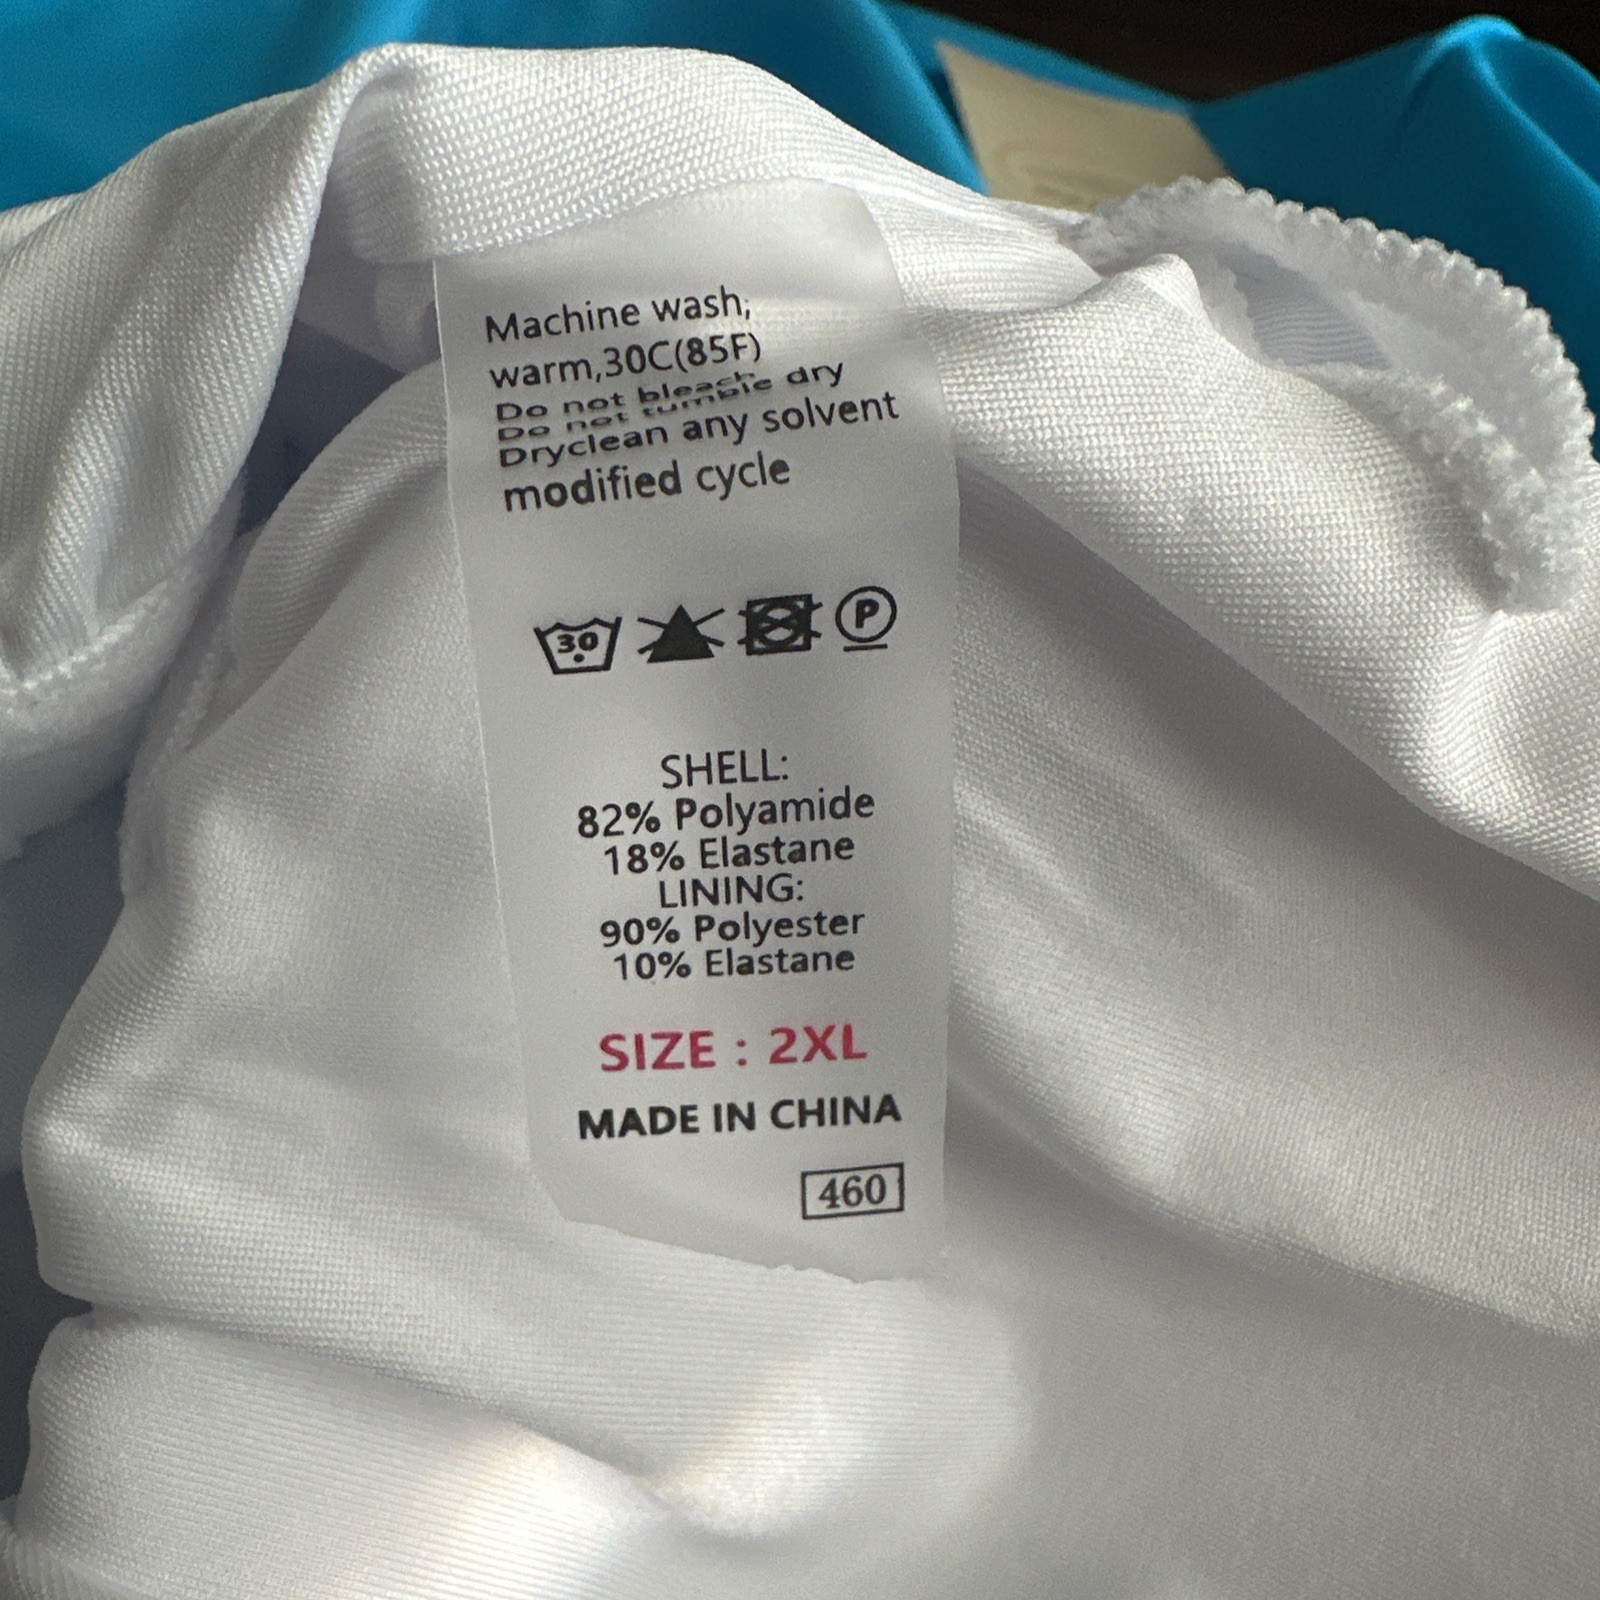 Machine wash,
warm,30C(85F)
Do not bleach
Do not tumble dry
Dryclean any solvent
modified cycle
30
P
SHELL:
82% Polyamide
18% Elastane
LINING:
90% Polyester
10% Elastane
SIZE : 2XL
MADE IN CHINA
460